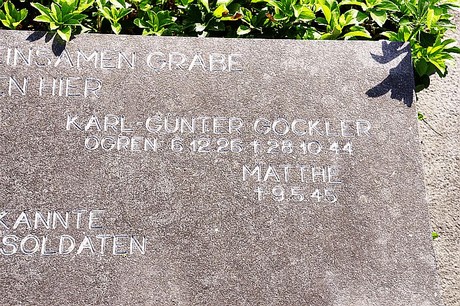 INSAMEN GRABE
EN HIER
KARL-GÜNTER GÖCKLER
OGREN 6.12.26 † 28.10.44
MATTHE
† 9.5.45
KANNTE
SOLDATEN